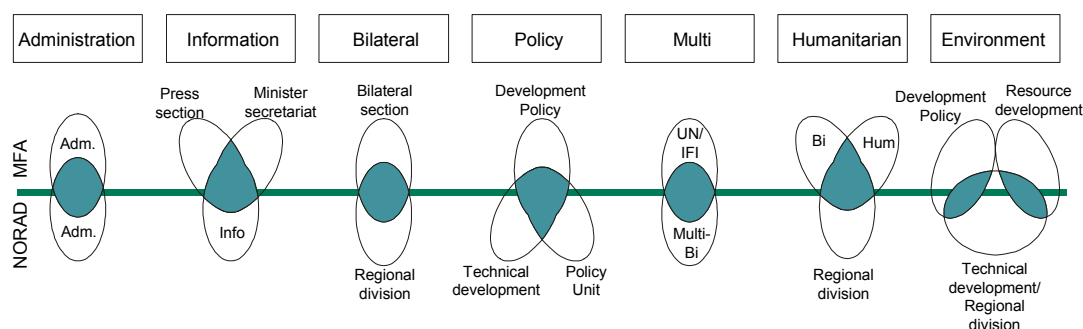 Administration
Information
Bilateral
Policy
Multi
Humanitarian
Environment
MFA
NORAD
Adm.
Adm.
Press
section
Minister
secretariat
Info
Bilateral
section
Regional
division
Development
Policy
Technical
development
Policy
Unit
UN/
IFI
Multi-
Bi
Bi
Hum
Regional
division
Development
Policy
Resource
development
Technical
development/
Regional
division